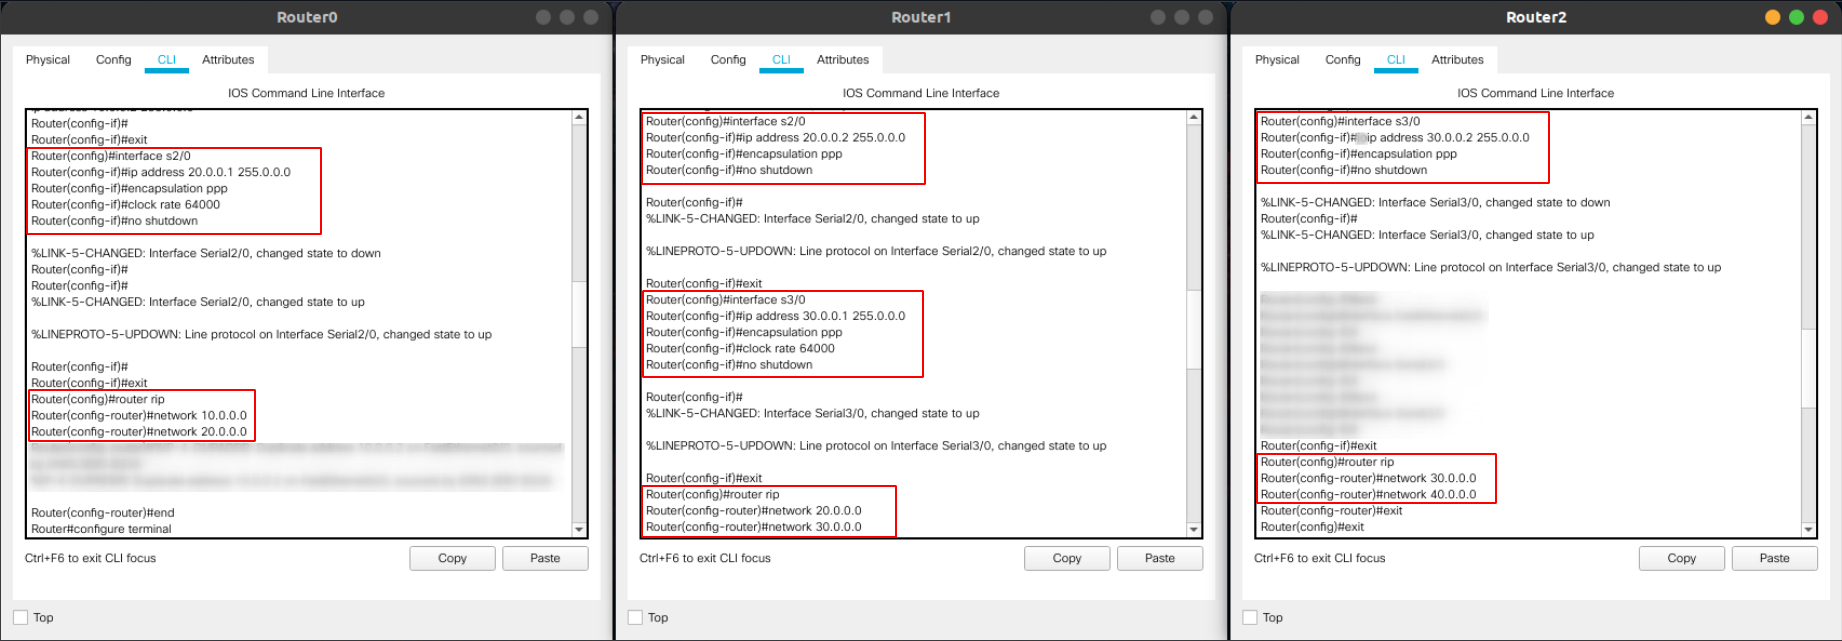 Router0
Physical Config CLI Attributes
IOS Command Line Interface
Router(config-if)#
Router(config-if)#exit
Router(config)#interface s2/0
Router(config-if)#ip address 20.0.0.1 255.0.0.0
Router(config-if)#encapsulation ppp
Router(config-if)#clock rate 64000
Router(config-if)#no shutdown
%LINK-5-CHANGED: Interface Serial2/0, changed state to down
Router(config-if)#
Router(config-if)#
%LINK-5-CHANGED: Interface Serial2/0, changed state to up
%LINEPROTO-5-UPDOWN: Line protocol on Interface Serial2/0, changed state to up
Router(config-if)#
Router(config-if)#exit
Router(config)#router rip
Router(config-router)#network 10.0.0.0
Router(config-router)#network 20.0.0.0
Router(config-router)#end
Router#configure terminal
Ctrl+F6 to exit CLI focus
Copy Paste
Top
Router1
Physical Config CLI Attributes
IOS Command Line Interface
Router(config)#interface s2/0
Router(config-if)#ip address 20.0.0.2 255.0.0.0
Router(config-if)#encapsulation ppp
Router(config-if)#no shutdown
Router(config-if)#
%LINK-5-CHANGED: Interface Serial2/0, changed state to up
%LINEPROTO-5-UPDOWN: Line protocol on Interface Serial2/0, changed state to up
Router(config-if)#exit
Router(config)#interface s3/0
Router(config-if)#ip address 30.0.0.1 255.0.0.0
Router(config-if)#encapsulation ppp
Router(config-if)#clock rate 64000
Router(config-if)#no shutdown
Router(config-if)#
%LINK-5-CHANGED: Interface Serial3/0, changed state to up
%LINEPROTO-5-UPDOWN: Line protocol on Interface Serial3/0, changed state to up
Router(config-if)#exit
Router(config)#router rip
Router(config-router)#network 20.0.0.0
Router(config-router)#network 30.0.0.0
Ctrl+F6 to exit CLI focus
Copy Paste
Top
Router2
Physical Config CLI Attributes
IOS Command Line Interface
Router(config)#interface s3/0
Router(config-if)#ip address 30.0.0.2 255.0.0.0
Router(config-if)#encapsulation ppp
Router(config-if)#no shutdown
%LINK-5-CHANGED: Interface Serial3/0, changed state to down
Router(config-if)#
%LINK-5-CHANGED: Interface Serial3/0, changed state to up
%LINEPROTO-5-UPDOWN: Line protocol on Interface Serial3/0, changed state to up
Router(config-if)#exit
Router(config)#router rip
Router(config-router)#network 30.0.0.0
Router(config-router)#network 40.0.0.0
Router(config-router)#exit
Router(config)#exit
Ctrl+F6 to exit CLI focus
Copy Paste
Top